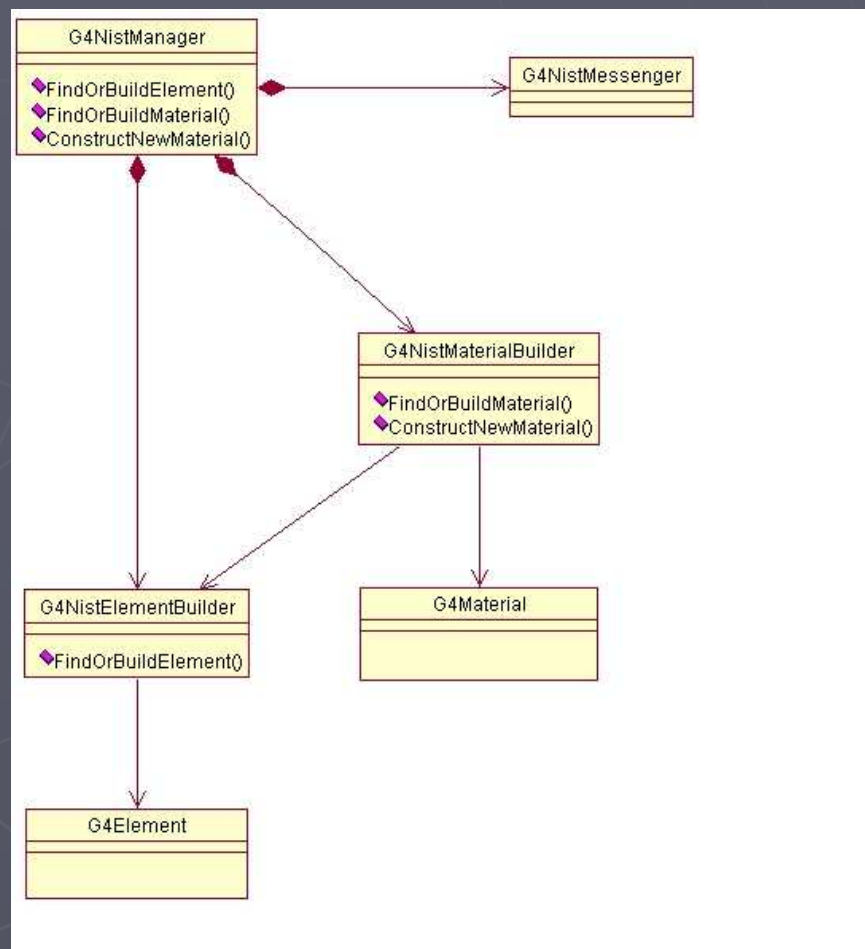 G4NistManager
FindOrBuildElement()
FindOrBuildMaterial()
ConstructNewMaterial()
G4NistMessenger
G4NistMaterialBuilder
FindOrBuildMaterial()
ConstructNewMaterial()
G4NistElementBuilder
FindOrBuildElement()
G4Material
G4Element